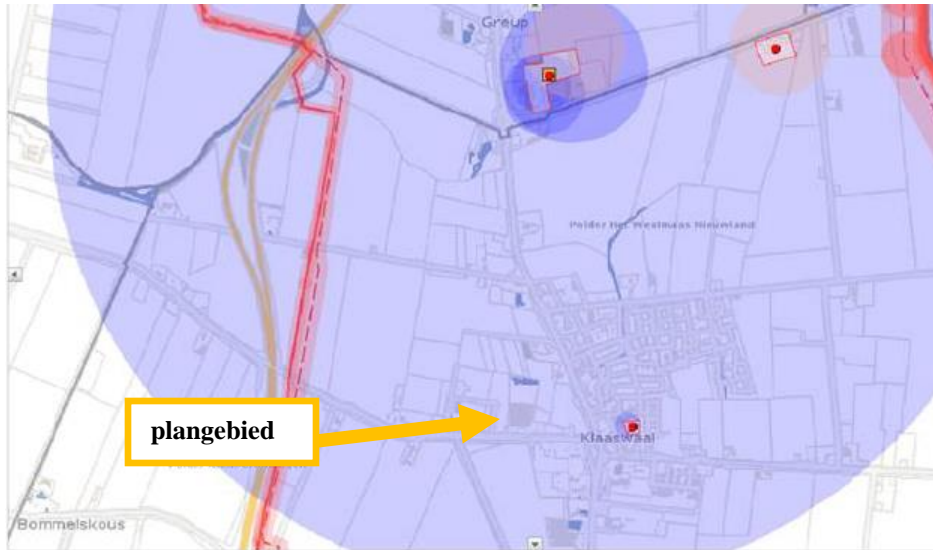 Greup
Polder Het Westmaas Nieuwland
plangebied
Klaaswaal
Bommelskous